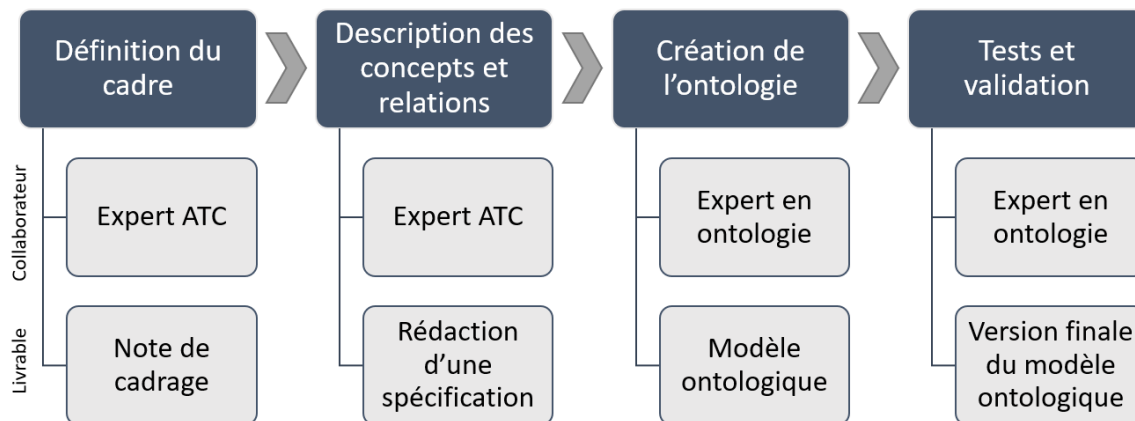 Définition du
cadre
Description des
concepts et
relations
Création de
l'ontologie
Tests et
validation
Collaborateur
Expert ATC
Expert ATC
Expert en
ontologie
Expert en
ontologie
Livrable
Note de
cadrage
Rédaction
d'une
spécification
Modèle
ontologique
Version finale
du modèle
ontologique